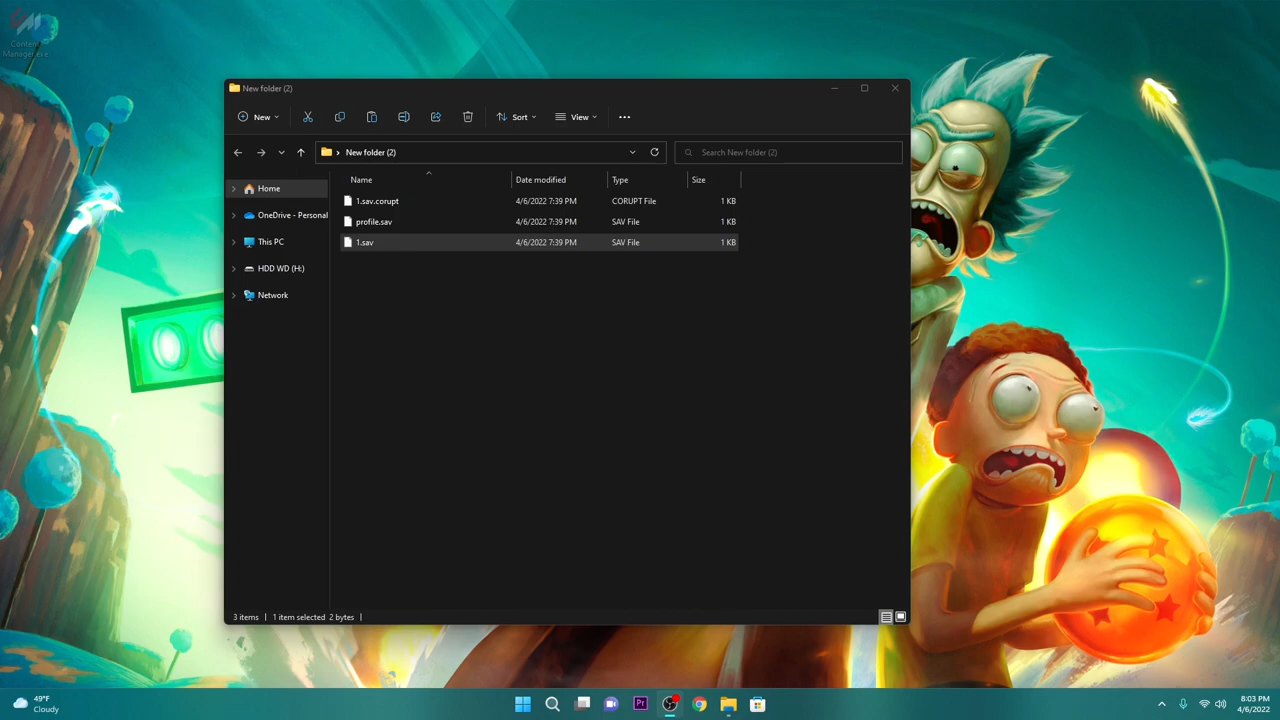 Content
Manager.exe
New folder (2)
New
Sort
View
New folder (2)
Search New folder (2)
Name
Date modified
Type
Size
Home
OneDrive - Personal
This PC
HDD WD (H:)
Network
1.sav.corupt 4/6/2022 7:39 PM CORUPT File 1 KB
profile.sav 4/6/2022 7:39 PM SAV File 1 KB
1.sav 4/6/2022 7:39 PM SAV File 1 KB
3 items 1 item selected 2 bytes
49°F
Cloudy
Pr
8:03 PM
4/6/2022